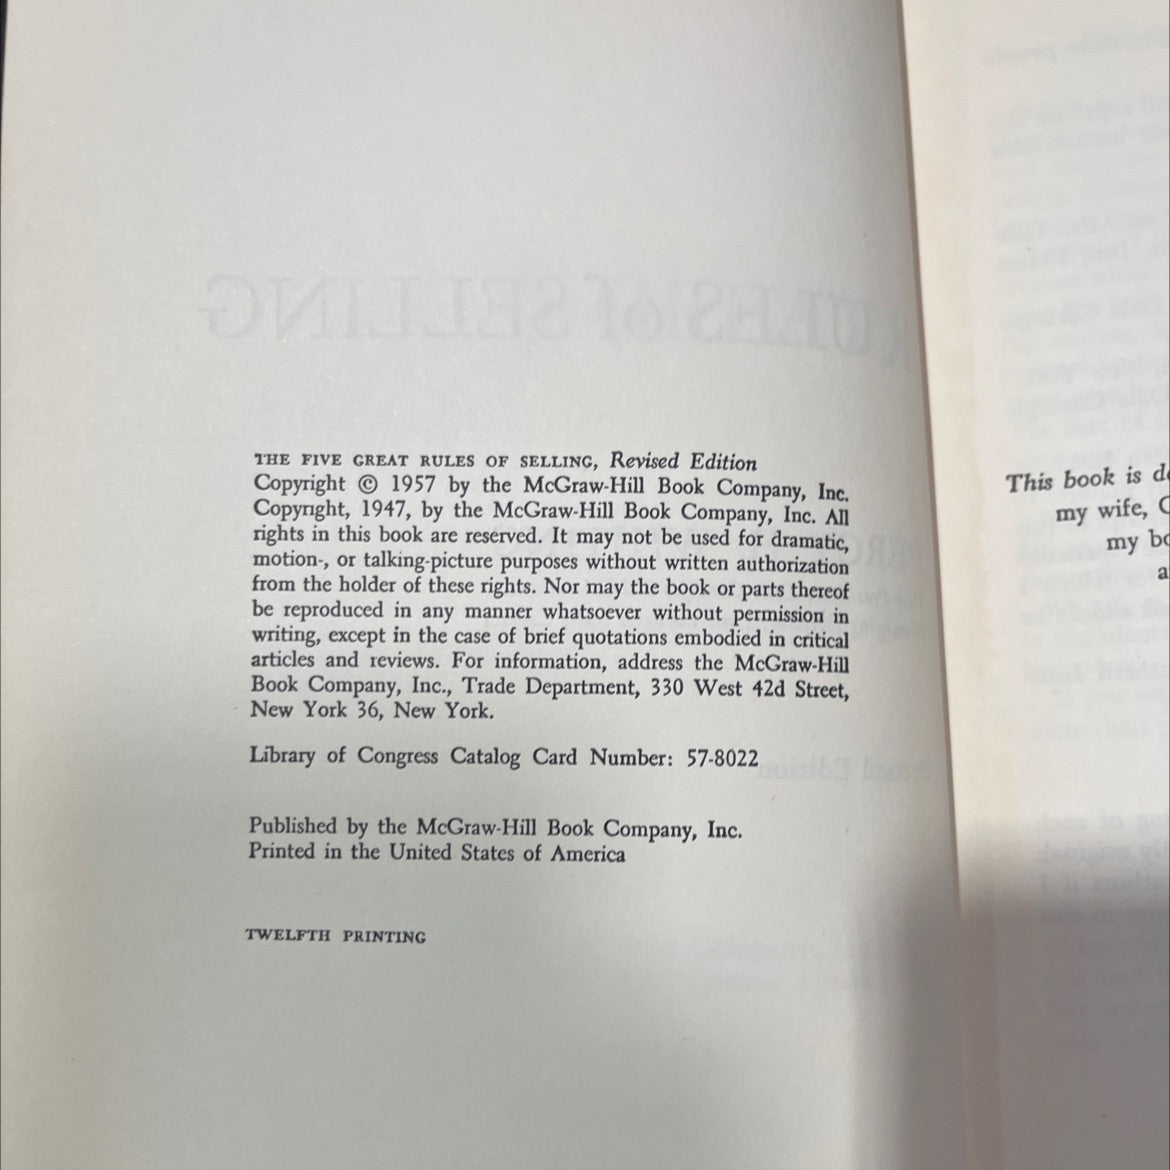 THE FIVE GREAT RULES OF SELLING, Revised Edition
Copyright © 1957 by the McGraw-Hill Book Company, Inc.
Copyright, 1947, by the McGraw-Hill Book Company, Inc. All
rights in this book are reserved. It may not be used for dramatic,
motion-, or talking-picture purposes without written authorization
from the holder of these rights. Nor may the book or parts thereof
be reproduced in any manner whatsoever without permission in
writing, except in the case of brief quotations embodied in critical
articles and reviews. For information, address the McGraw-Hill
Book Company, Inc., Trade Department, 330 West 42d Street,
New York 36, New York.
Library of Congress Catalog Card Number: 57-8022
Published by the McGraw-Hill Book Company, Inc.
Printed in the United States of America
TWELFTH PRINTING
This book is
my wife,
my